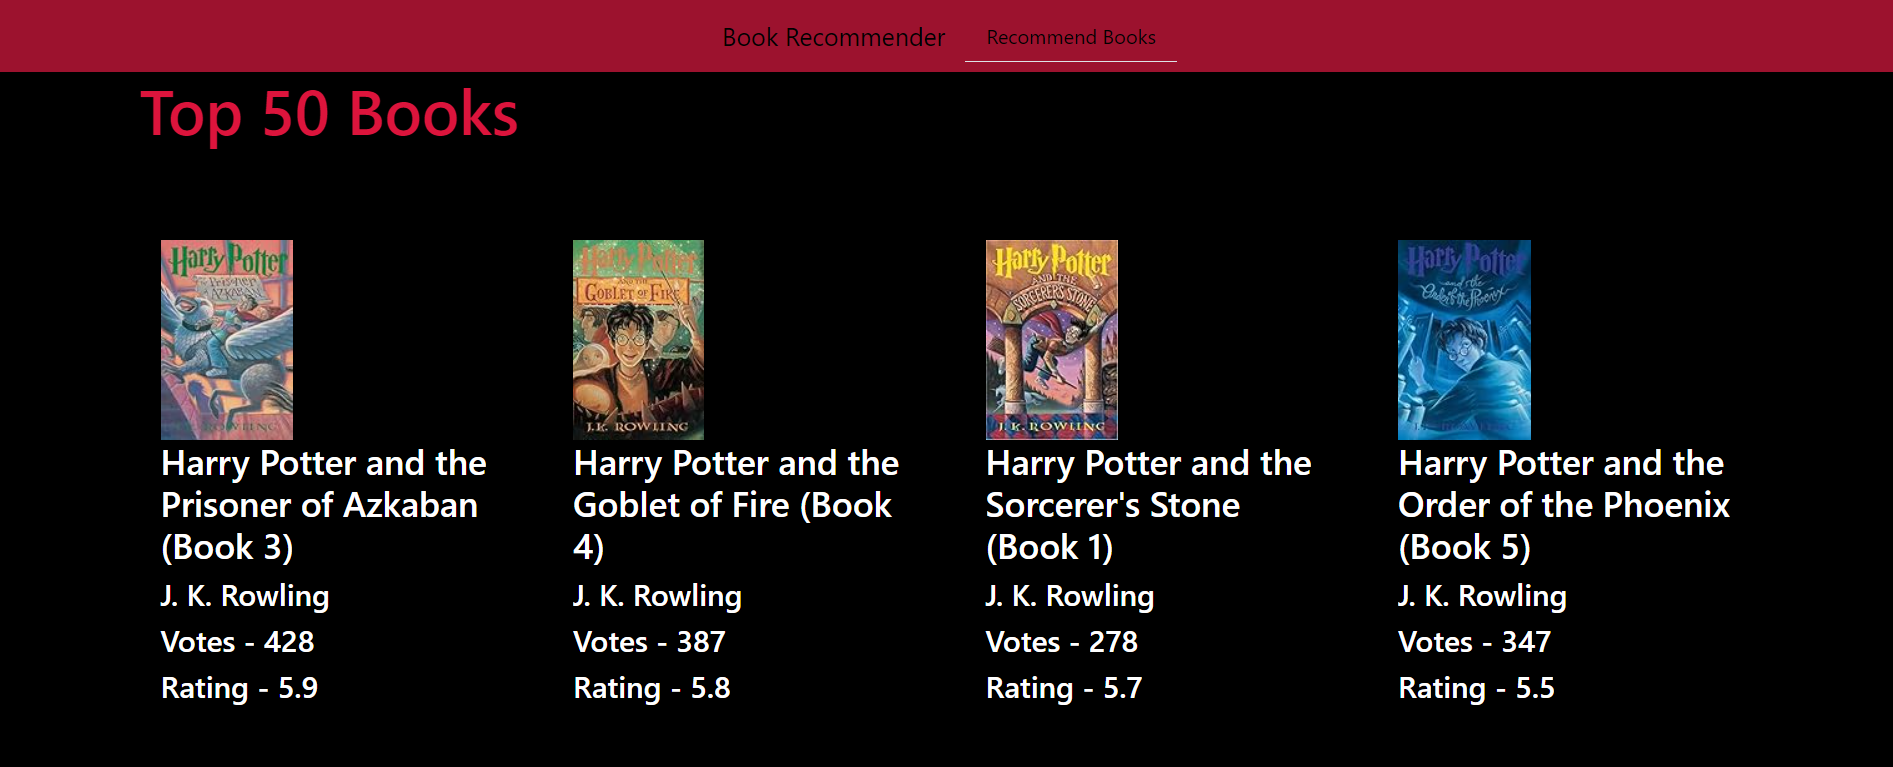 Book Recommender
Recommend Books
Top 50 Books
Harry Potter
Prisoner
of AZKABAN
Harry Potter
AND THE
GOBLET OF FIRE
J.K. ROWLING
Harry Potter
AND THE
SORCERER'S STONE
J.K. ROWLING
Harry Potter
and the
Order of the Phoenix
Harry Potter and the
Prisoner of Azkaban
(Book 3)
J. K. Rowling
Votes - 428
Rating - 5.9
Harry Potter and the
Goblet of Fire (Book
4)
J. K. Rowling
Votes - 387
Rating - 5.8
Harry Potter and the
Sorcerer's Stone
(Book 1)
J. K. Rowling
Votes - 278
Rating - 5.7
Harry Potter and the
Order of the Phoenix
(Book 5)
J. K. Rowling
Votes - 347
Rating - 5.5